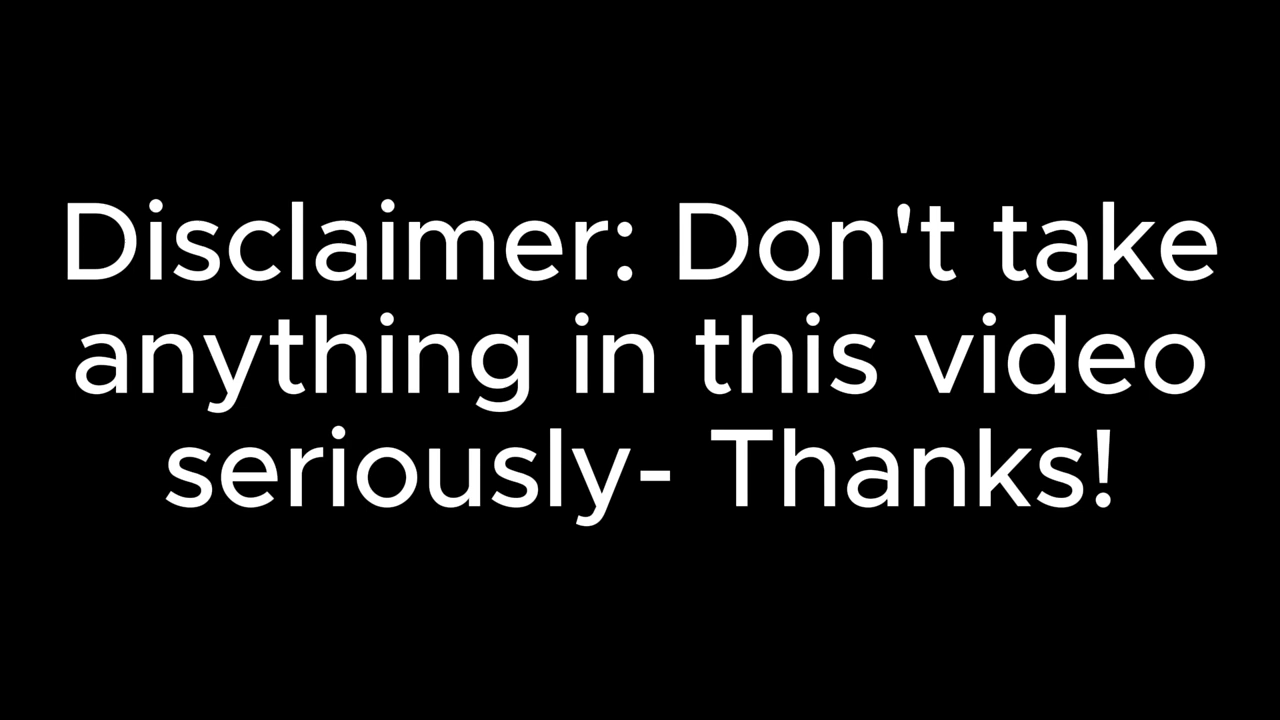 Disclaimer: Don't take
anything in this video
seriously- Thanks!